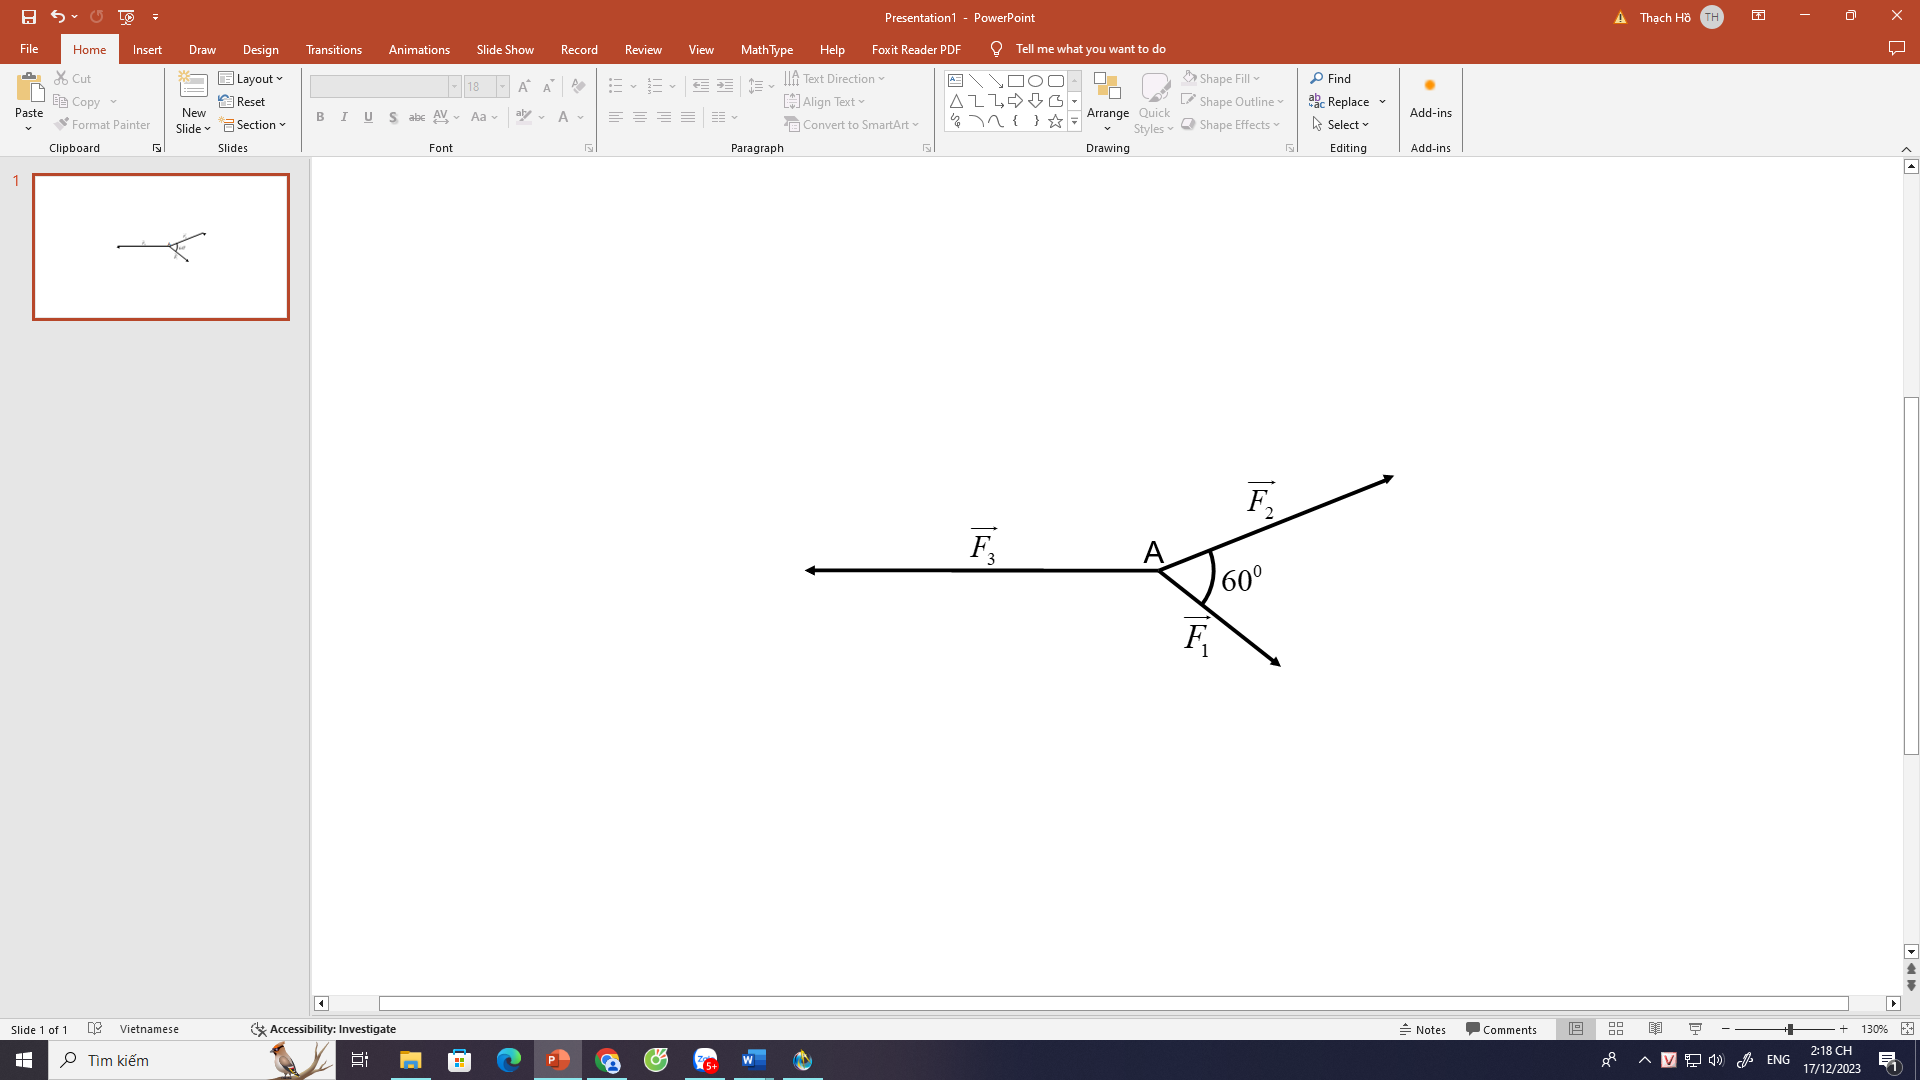 Presentation1 - PowerPoint
Thạch Hồ TH
File Home Insert Draw Design Transitions Animations Slide Show Record Review View MathType Help Foxit Reader PDF Tell me what you want to do
Paste
Cut
Copy
Format Painter
Clipboard
New Slide
Layout
Reset
Section
Slides
18
B I U S abc AV Aa A
Font
Text Direction
Align Text
Convert to SmartArt
Paragraph
Arrange
Quick Styles
Shape Fill
Shape Outline
Shape Effects
Drawing
Find
Replace
Select
Editing
Add-ins
Add-ins
1
F₂
F₃
A
60⁰
F₁
Slide 1 of 1 Vietnamese Accessibility: Investigate Notes Comments 130%
Tìm kiếm
ENG
2:18 CH
17/12/2023